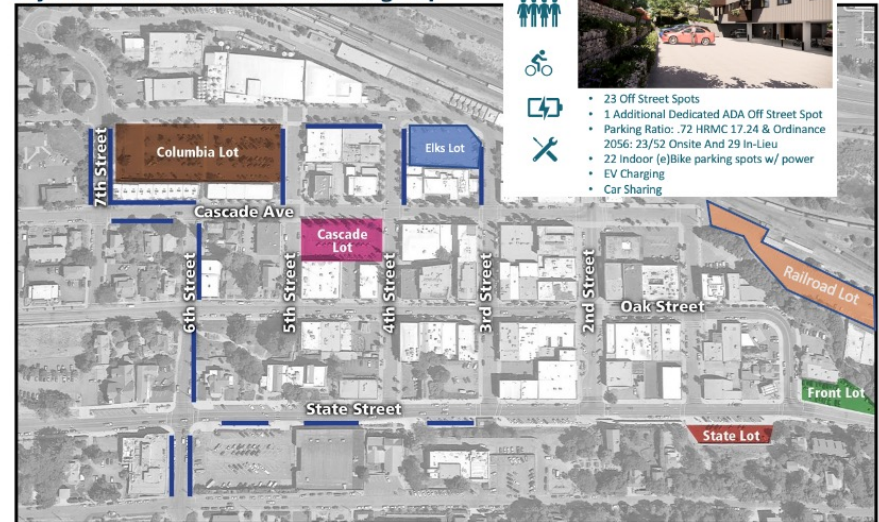 23 Off Street Spots
1 Additional Dedicated ADA Off Street Spot
Parking Ratio: .72 HRMC 17.24 & Ordinance
2056: 23/52 Onsite And 29 In-Lieu
22 Indoor (e)Bike parking spots w/ power
EV Charging
Car Sharing
7th Street
Columbia Lot
Elks Lot
Cascade Ave
Cascade
Lot
6th Street
5th Street
4th Street
3rd Street
2nd Street
Railroad Lot
Oak Street
Front Lot
State Street
State Lot